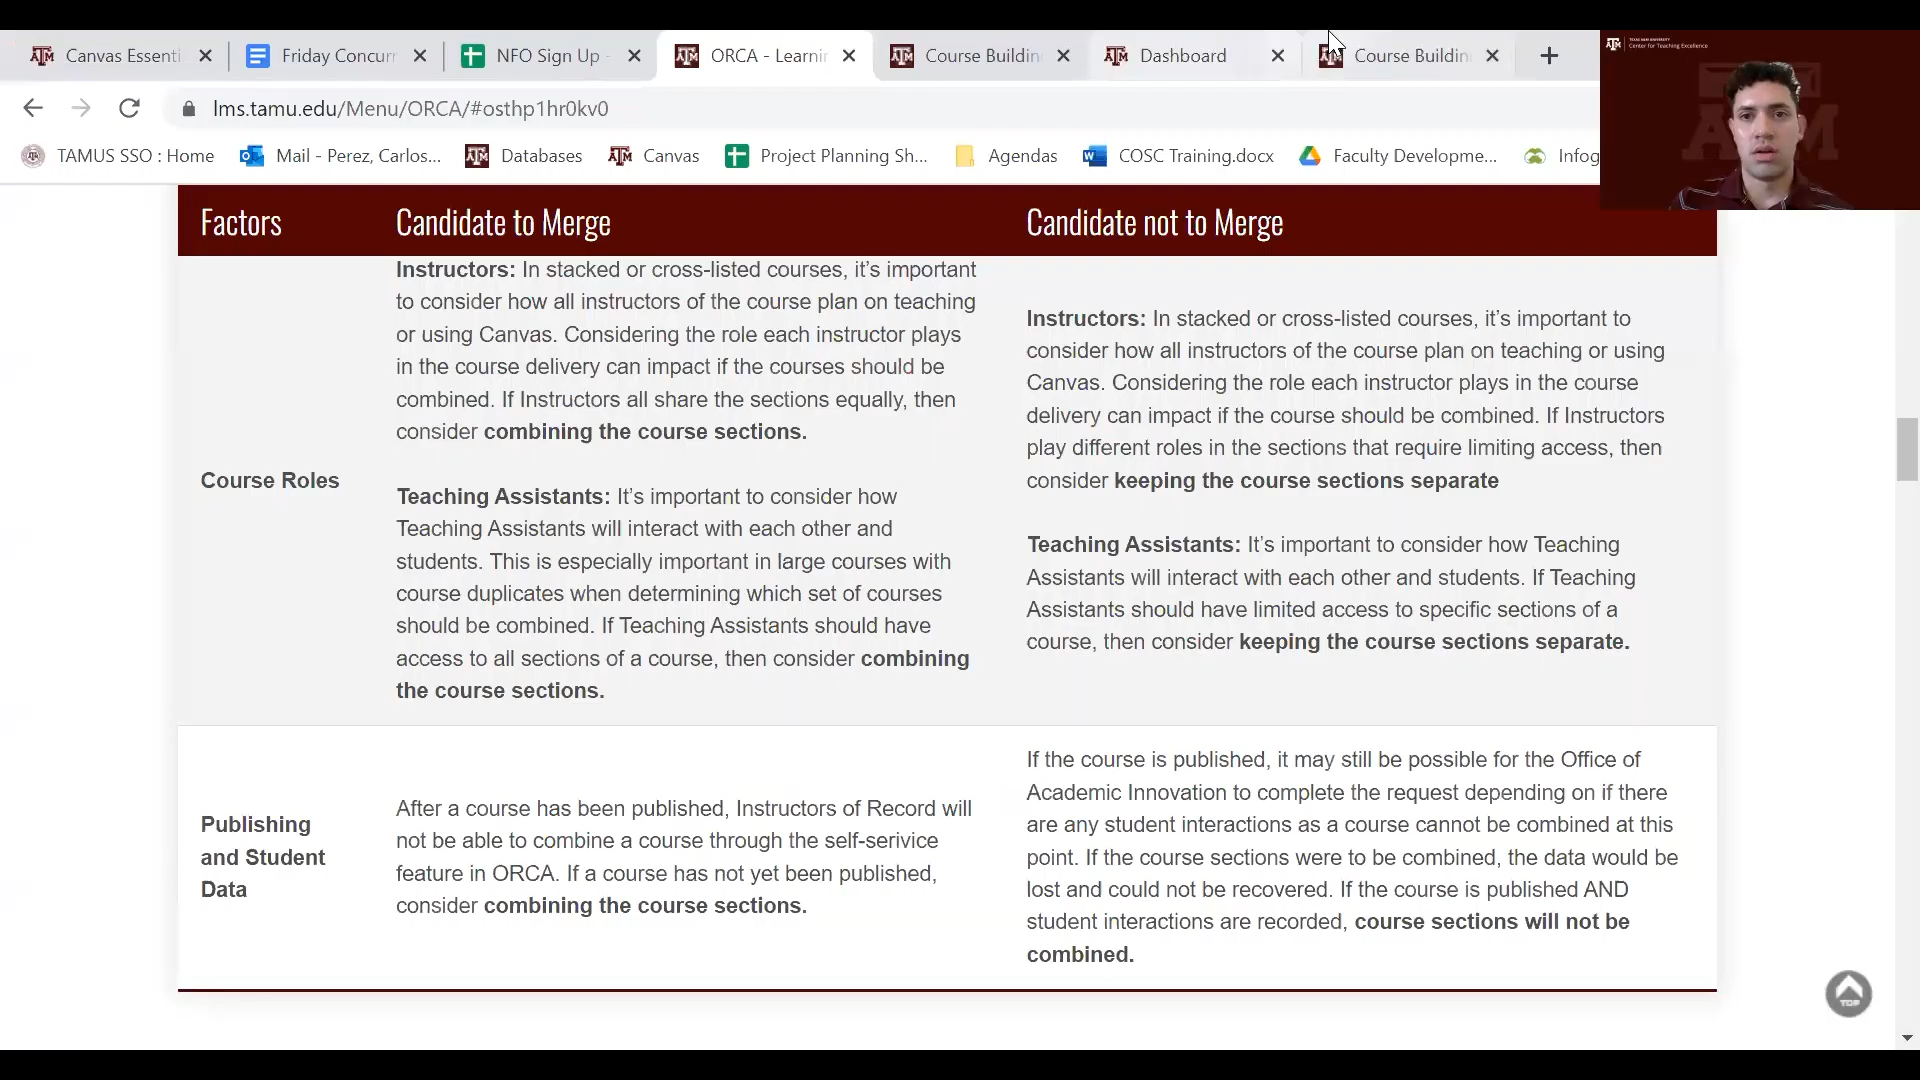 Canvas Essenti
Friday Concurr
NFO Sign Up -
ORCA - Learnin
Course Buildin
Dashboard
Course Buildin
lms.tamu.edu/Menu/ORCA/#osthp1hr0kv0
TAMUS SSO : Home
Mail - Perez, Carlos...
Databases
Canvas
Project Planning Sh...
Agendas
COSC Training.docx
Faculty Developme...
Infog
TEXAS A&M UNIVERSITY
Center for Teaching Excellence
Factors
Candidate to Merge
Candidate not to Merge
Course Roles
Instructors: In stacked or cross-listed courses, it’s important
to consider how all instructors of the course plan on teaching
or using Canvas. Considering the role each instructor plays
in the course delivery can impact if the courses should be
combined. If Instructors all share the sections equally, then
consider combining the course sections.
Teaching Assistants: It’s important to consider how
Teaching Assistants will interact with each other and
students. This is especially important in large courses with
course duplicates when determining which set of courses
should be combined. If Teaching Assistants should have
access to all sections of a course, then consider combining
the course sections.
Instructors: In stacked or cross-listed courses, it’s important to
consider how all instructors of the course plan on teaching or using
Canvas. Considering the role each instructor plays in the course
delivery can impact if the course should be combined. If Instructors
play different roles in the sections that require limiting access, then
consider keeping the course sections separate
Teaching Assistants: It’s important to consider how Teaching
Assistants will interact with each other and students. If Teaching
Assistants should have limited access to specific sections of a
course, then consider keeping the course sections separate.
Publishing
and Student
Data
After a course has been published, Instructors of Record will
not be able to combine a course through the self-serivice
feature in ORCA. If a course has not yet been published,
consider combining the course sections.
If the course is published, it may still be possible for the Office of
Academic Innovation to complete the request depending on if there
are any student interactions as a course cannot be combined at this
point. If the course sections were to be combined, the data would be
lost and could not be recovered. If the course is published AND
student interactions are recorded, course sections will not be
combined.
TOP